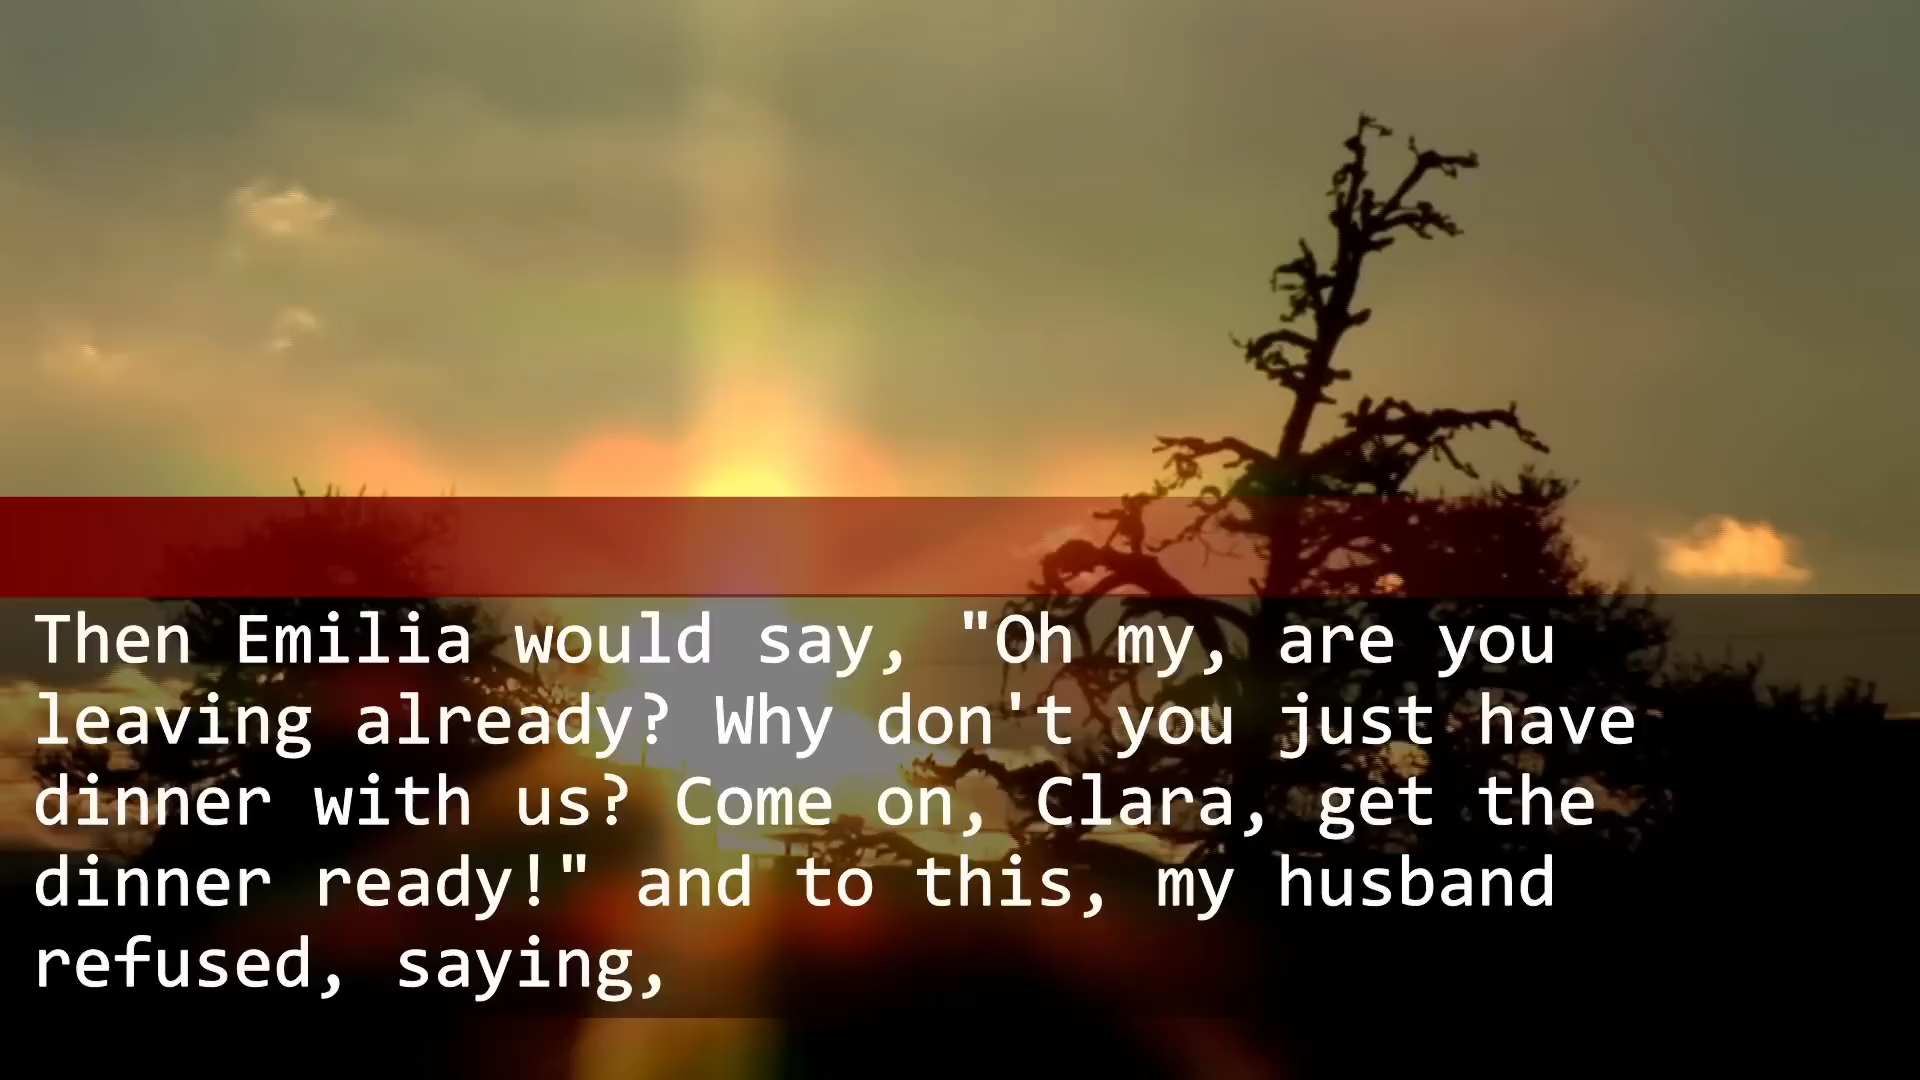 Then Emilia would say, "Oh my, are you
leaving already? Why don't you just have
dinner with us? Come on, Clara, get the
dinner ready!" and to this, my husband
refused, saying,